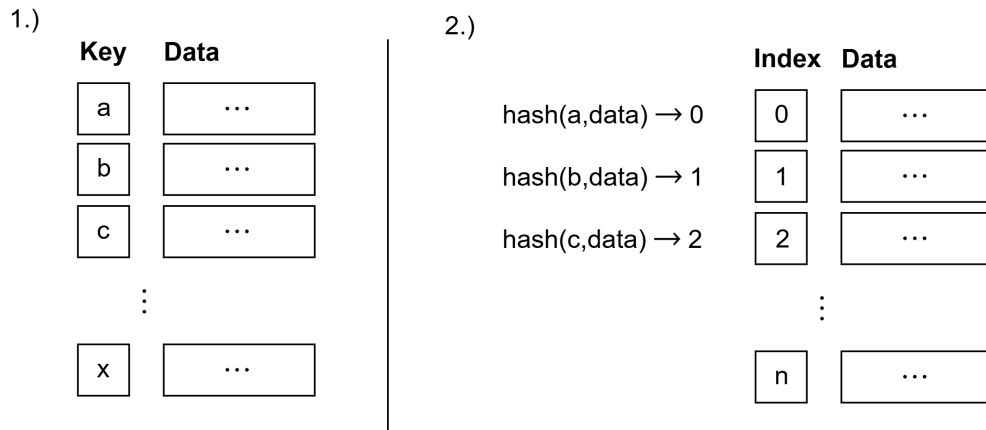 1.)
Key Data
a ...
b ...
c ...
⋮
x ...
2.)
Index Data
hash(a,data) → 0 0 ...
hash(b,data) → 1 1 ...
hash(c,data) → 2 2 ...
⋮
n ...